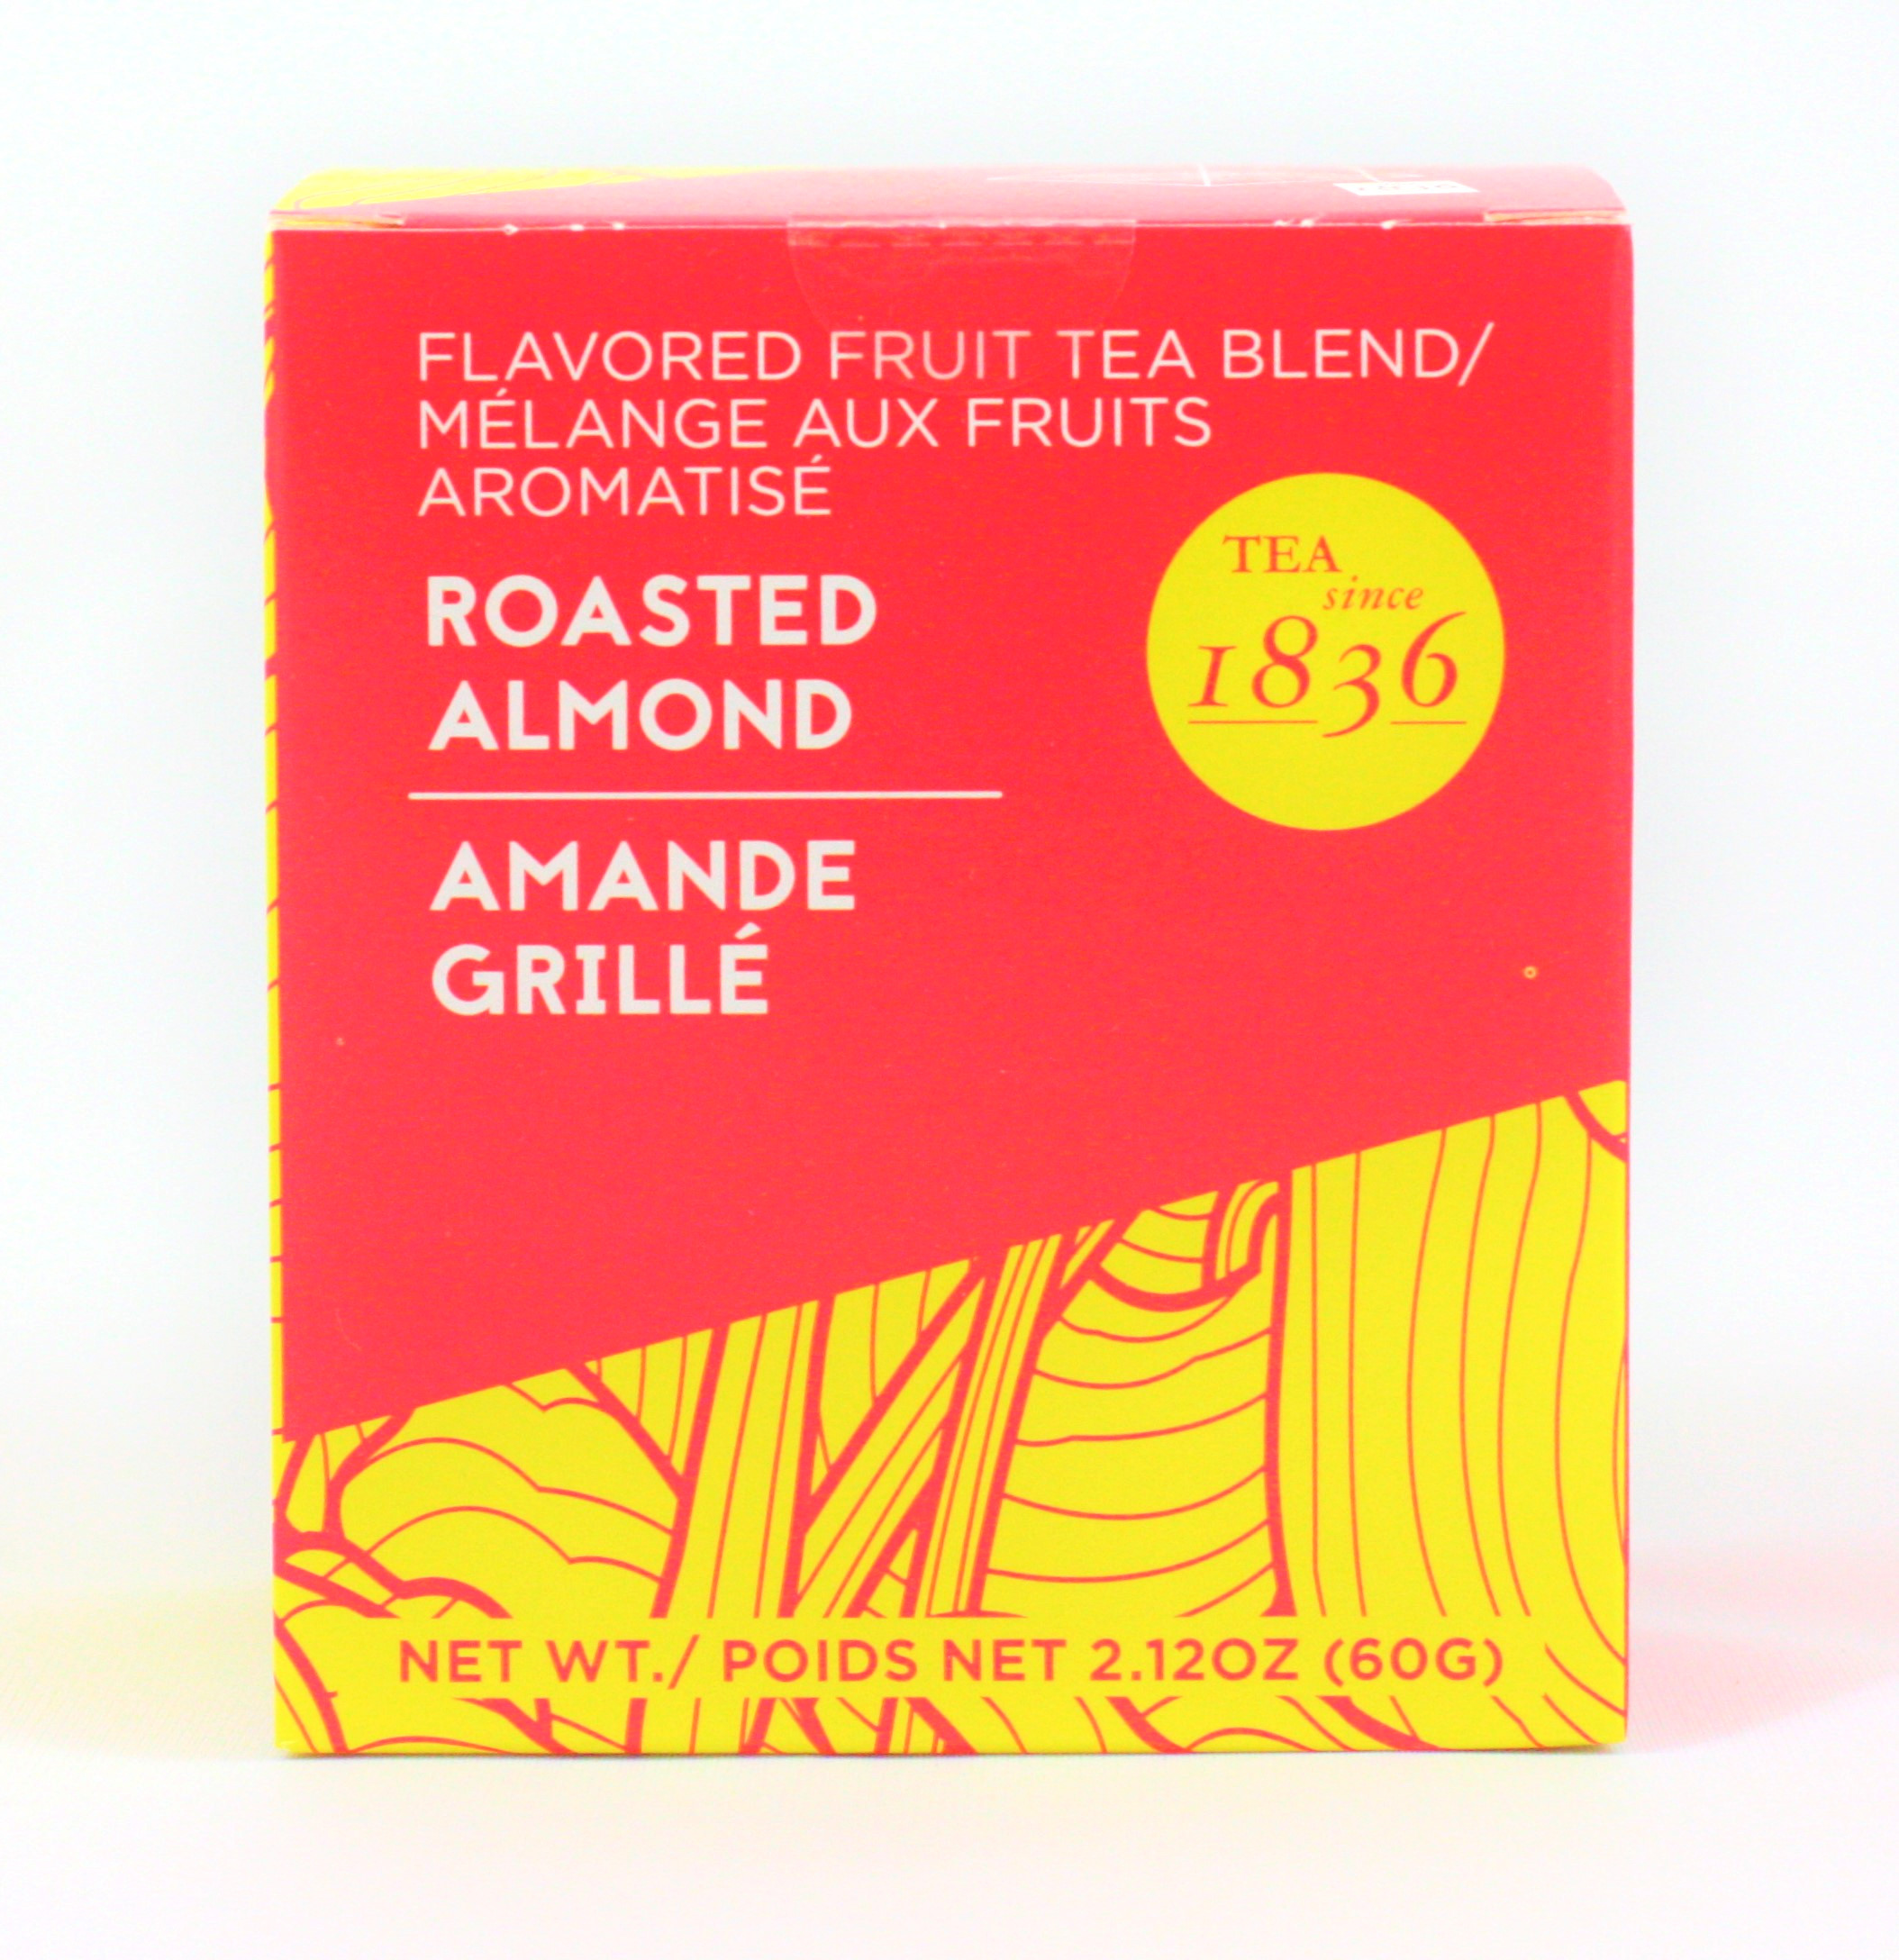 FLAVORED FRUIT TEA BLEND/
MÉLANGE AUX FRUITS
AROMATISÉ
ROASTED
ALMOND
AMANDE
GRILLÉ
TEA
since
1836
NET WT./ POIDS NET 2.12OZ (60G)